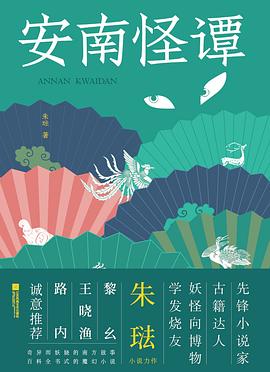 安南怪谭
ANNAN KWAIDAN
朱琺 著
先锋小说家
古籍达人
妖怪向博物
学发烧友
朱琺
小说力作
黎幺
王晓渔
路内
诚意推荐
奇异而妖娆的南方叙事
百科全书式的魔幻小说